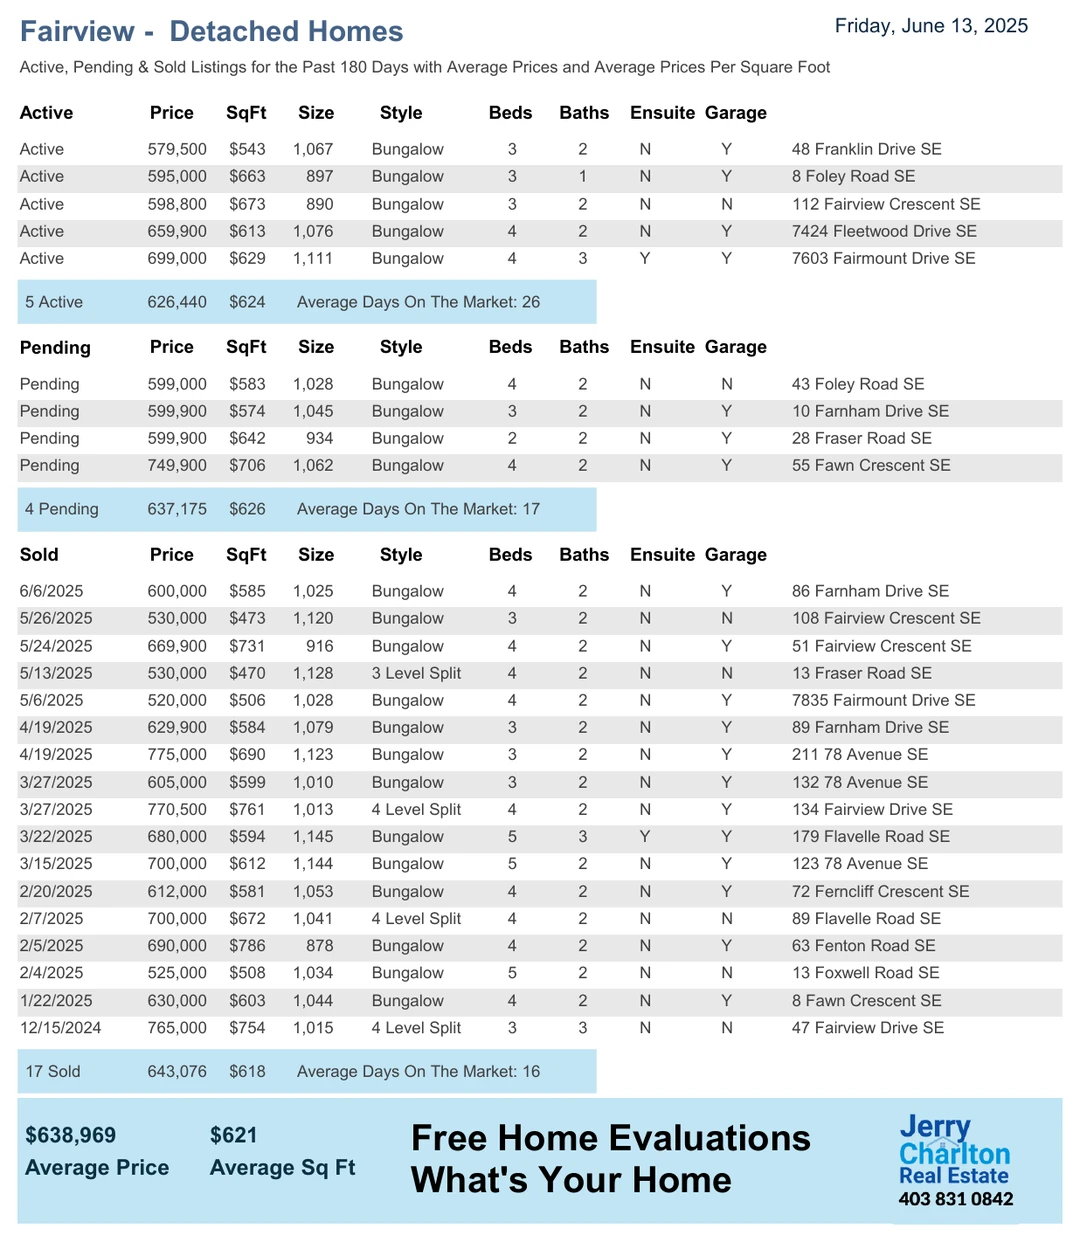 Fairview - Detached Homes Friday, June 13, 2025
Active, Pending & Sold Listings for the Past 180 Days with Average Prices and Average Prices Per Square Foot
Active Price SqFt Size Style Beds Baths Ensuite Garage
Active 579,500 $543 1,067 Bungalow 3 2 N Y 48 Franklin Drive SE
Active 595,000 $663 897 Bungalow 3 1 N Y 8 Foley Road SE
Active 598,800 $673 890 Bungalow 3 2 N N 112 Fairview Crescent SE
Active 659,900 $613 1,076 Bungalow 4 2 N Y 7424 Fleetwood Drive SE
Active 699,000 $629 1,111 Bungalow 4 3 Y Y 7603 Fairmount Drive SE
5 Active 626,440 $624 Average Days On The Market: 26
Pending Price SqFt Size Style Beds Baths Ensuite Garage
Pending 599,000 $583 1,028 Bungalow 4 2 N N 43 Foley Road SE
Pending 599,900 $574 1,045 Bungalow 3 2 N Y 10 Farnham Drive SE
Pending 599,900 $642 934 Bungalow 2 2 N Y 28 Fraser Road SE
Pending 749,900 $706 1,062 Bungalow 4 2 N Y 55 Fawn Crescent SE
4 Pending 637,175 $626 Average Days On The Market: 17
Sold Price SqFt Size Style Beds Baths Ensuite Garage
6/6/2025 600,000 $585 1,025 Bungalow 4 2 N Y 86 Farnham Drive SE
5/26/2025 530,000 $473 1,120 Bungalow 3 2 N N 108 Fairview Crescent SE
5/24/2025 669,900 $731 916 Bungalow 4 2 N Y 51 Fairview Crescent SE
5/13/2025 530,000 $470 1,128 3 Level Split 4 2 N N 13 Fraser Road SE
5/6/2025 520,000 $506 1,028 Bungalow 4 2 N Y 7835 Fairmount Drive SE
4/19/2025 629,900 $584 1,079 Bungalow 3 2 N Y 89 Farnham Drive SE
4/19/2025 775,000 $690 1,123 Bungalow 3 2 N Y 211 78 Avenue SE
3/27/2025 605,000 $599 1,010 Bungalow 3 2 N Y 132 78 Avenue SE
3/27/2025 770,500 $761 1,013 4 Level Split 4 2 N Y 134 Fairview Drive SE
3/22/2025 680,000 $594 1,145 Bungalow 5 3 Y Y 179 Flavelle Road SE
3/15/2025 700,000 $612 1,144 Bungalow 5 2 N Y 123 78 Avenue SE
2/20/2025 612,000 $581 1,053 Bungalow 4 2 N Y 72 Ferncliff Crescent SE
2/7/2025 700,000 $672 1,041 4 Level Split 4 2 N N 89 Flavelle Road SE
2/5/2025 690,000 $786 878 Bungalow 4 2 N Y 63 Fenton Road SE
2/4/2025 525,000 $508 1,034 Bungalow 5 2 N N 13 Foxwell Road SE
1/22/2025 630,000 $603 1,044 Bungalow 4 2 N Y 8 Fawn Crescent SE
12/15/2024 765,000 $754 1,015 4 Level Split 3 3 N N 47 Fairview Drive SE
17 Sold 643,076 $618 Average Days On The Market: 16
$638,969 $621
Average Price Average Sq Ft
Free Home Evaluations
What's Your Home
Jerry
Charlton
Real Estate
403 831 0842